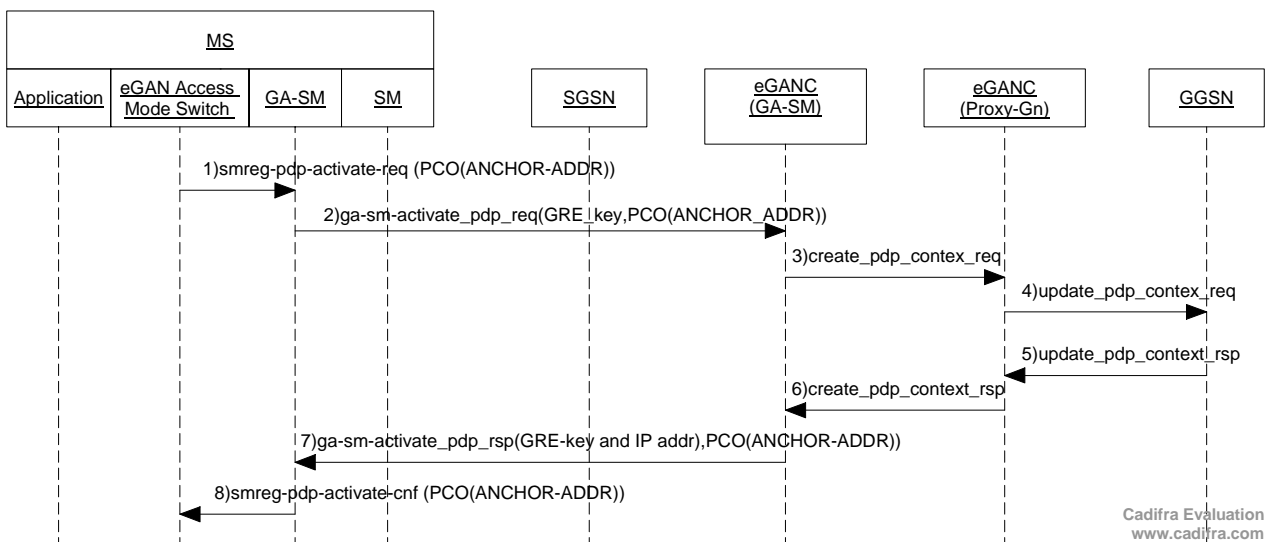 MS
Application
eGAN Access
Mode Switch
GA-SM
SM
SGSN
eGANC
(GA-SM)
eGANC
(Proxy-Gn)
GGSN
1)smreg-pdp-activate-req (PCO(ANCHOR-ADDR))
2)ga-sm-activate_pdp_req(GRE_key,PCO(ANCHOR_ADDR))
3)create_pdp_contex_req
4)update_pdp_contex_req
5)update_pdp_context_rsp
6)create_pdp_context_rsp
7)ga-sm-activate_pdp_rsp(GRE-key and IP addr),PCO(ANCHOR-ADDR))
8)smreg-pdp-activate-cnf (PCO(ANCHOR-ADDR))
Cadifra Evaluation
www.cadifra.com